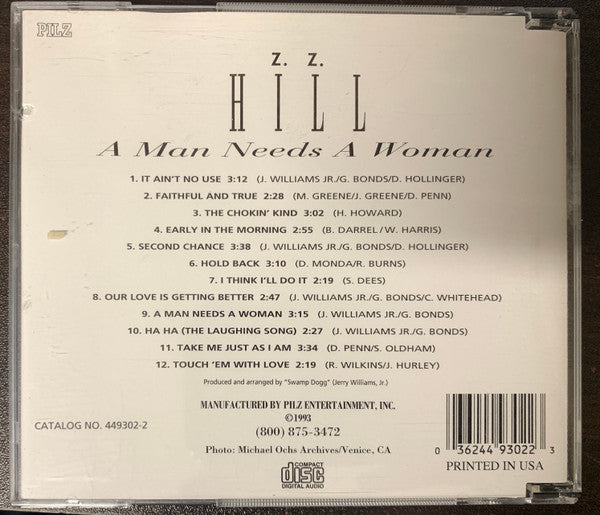 PILZ
Z. Z.
HILL
A Man Needs A Woman
1. IT AIN'T NO USE 3:12 (J. WILLIAMS JR./G. BONDS/D. HOLLINGER)
2. FAITHFUL AND TRUE 2:28 (M. GREENE/J. GREENE/D. PENN)
3. THE CHOKIN' KIND 3:02 (H. HOWARD)
4. EARLY IN THE MORNING 2:55 (B. DARREL/W. HARRIS)
5. SECOND CHANCE 3:38 (J. WILLIAMS JR./G. BONDS/D. HOLLINGER)
6. HOLD BACK 3:10 (D. MONDA/R. BURNS)
7. I THINK I'LL DO IT 2:19 (S. DEES)
8. OUR LOVE IS GETTING BETTER 2:47 (J. WILLIAMS JR./G. BONDS/C. WHITEHEAD)
9. A MAN NEEDS A WOMAN 3:15 (J. WILLIAMS JR./G. BONDS)
10. HA HA (THE LAUGHING SONG) 2:27 (J. WILLIAMS JR./G. BONDS)
11. TAKE ME JUST AS I AM 3:34 (D. PENN/S. OLDHAM)
12. TOUCH 'EM WITH LOVE 2:19 (R. WILKINS/J. HURLEY)
Produced and arranged by "Swamp Dogg" (Jerry Williams, Jr.)
MANUFACTURED BY PILZ ENTERTAINMENT, INC.
©1993
(800) 875-3472
CATALOG NO. 449302-2
Photo: Michael Ochs Archives/Venice, CA
0 36244 93022 3
PRINTED IN USA
COMPACT
disc
DIGITAL AUDIO